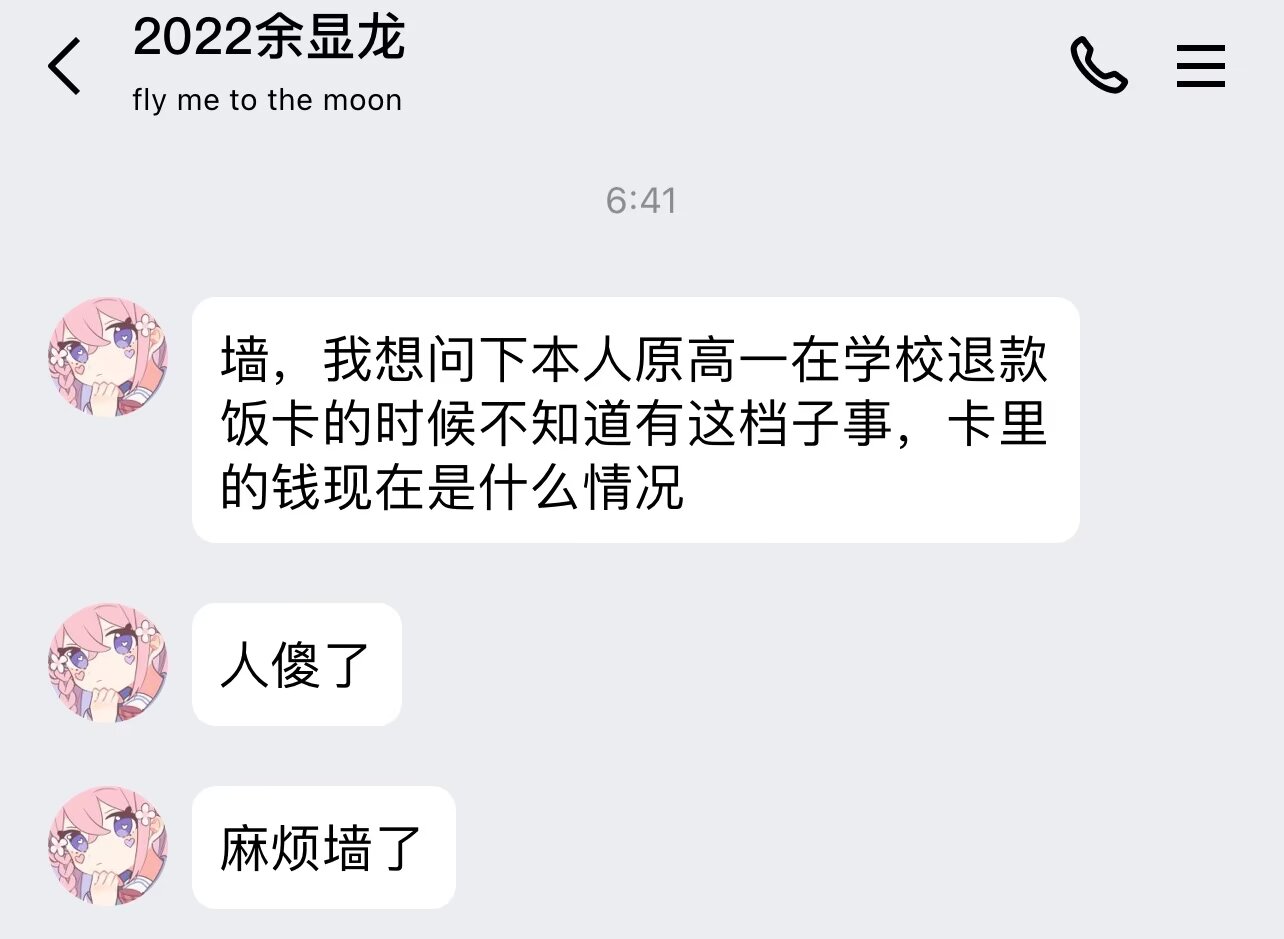 2022余显龙
fly me to the moon
6:41
墙，我想问下本人原高一在学校退款
饭卡的时候不知道有这档子事，卡里
的钱现在是什么情况
人傻了
麻烦墙了